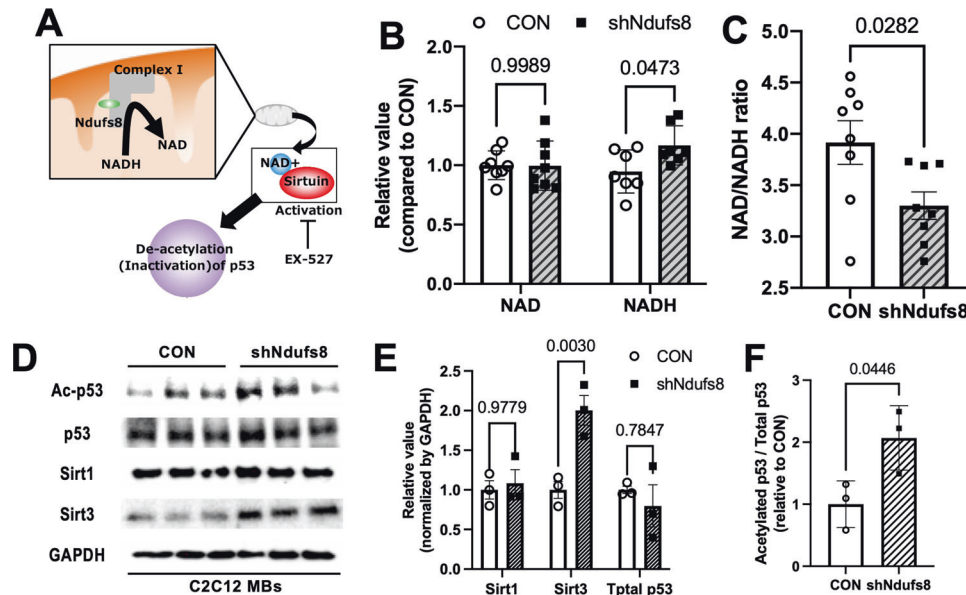 A
Complex I
Ndufs8
NAD
NADH
NAD+
Sirtuin
Activation
EX-527
De-acetylation
(Inactivation)of p53
B
CON
shNdufs8
Relative value
(compared to CON)
2.0
1.5
1.0
0.5
0.0
0.9989
0.0473
NAD
NADH
C
0.0282
NAD/NADH ratio
5.0
4.5
4.0
3.5
3.0
2.5
CON shNdufs8
D
CON
shNdufs8
Ac-p53
p53
Sirt1
Sirt3
GAPDH
C2C12 MBs
E
CON
shNdufs8
Relative value
(normalized by GAPDH)
2.5
2.0
1.5
1.0
0.5
0.0
0.9779
0.0030
0.7847
Sirt1
Sirt3
Tptal p53
F
0.0446
Acetylated p53 / Total p53
(relative to CON)
3
2
1
0
CON shNdufs8